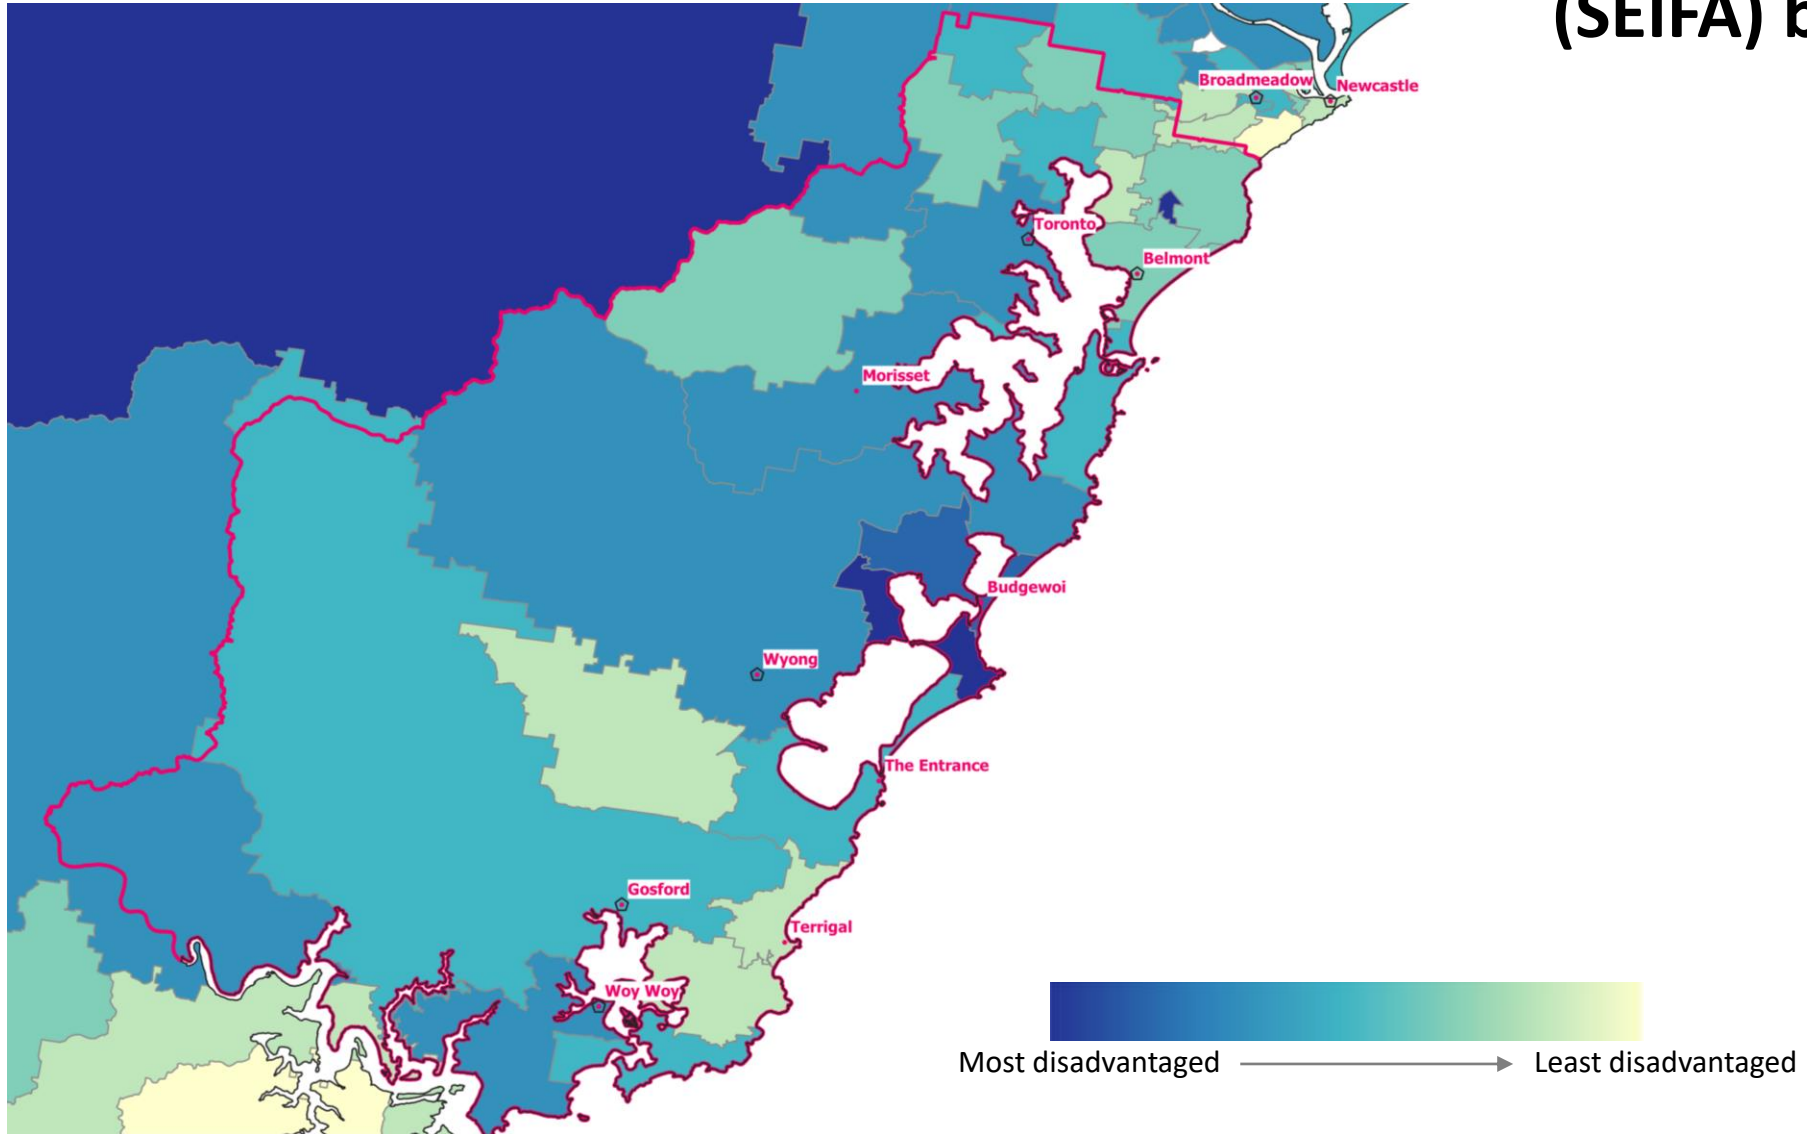 (SEIFA) b
Broadmeadow
Newcastle
Toronto
Belmont
Morisset
Budgewoi
Wyong
The Entrance
Gosford
Terrigal
Woy Woy
Most disadvantaged
Least disadvantaged